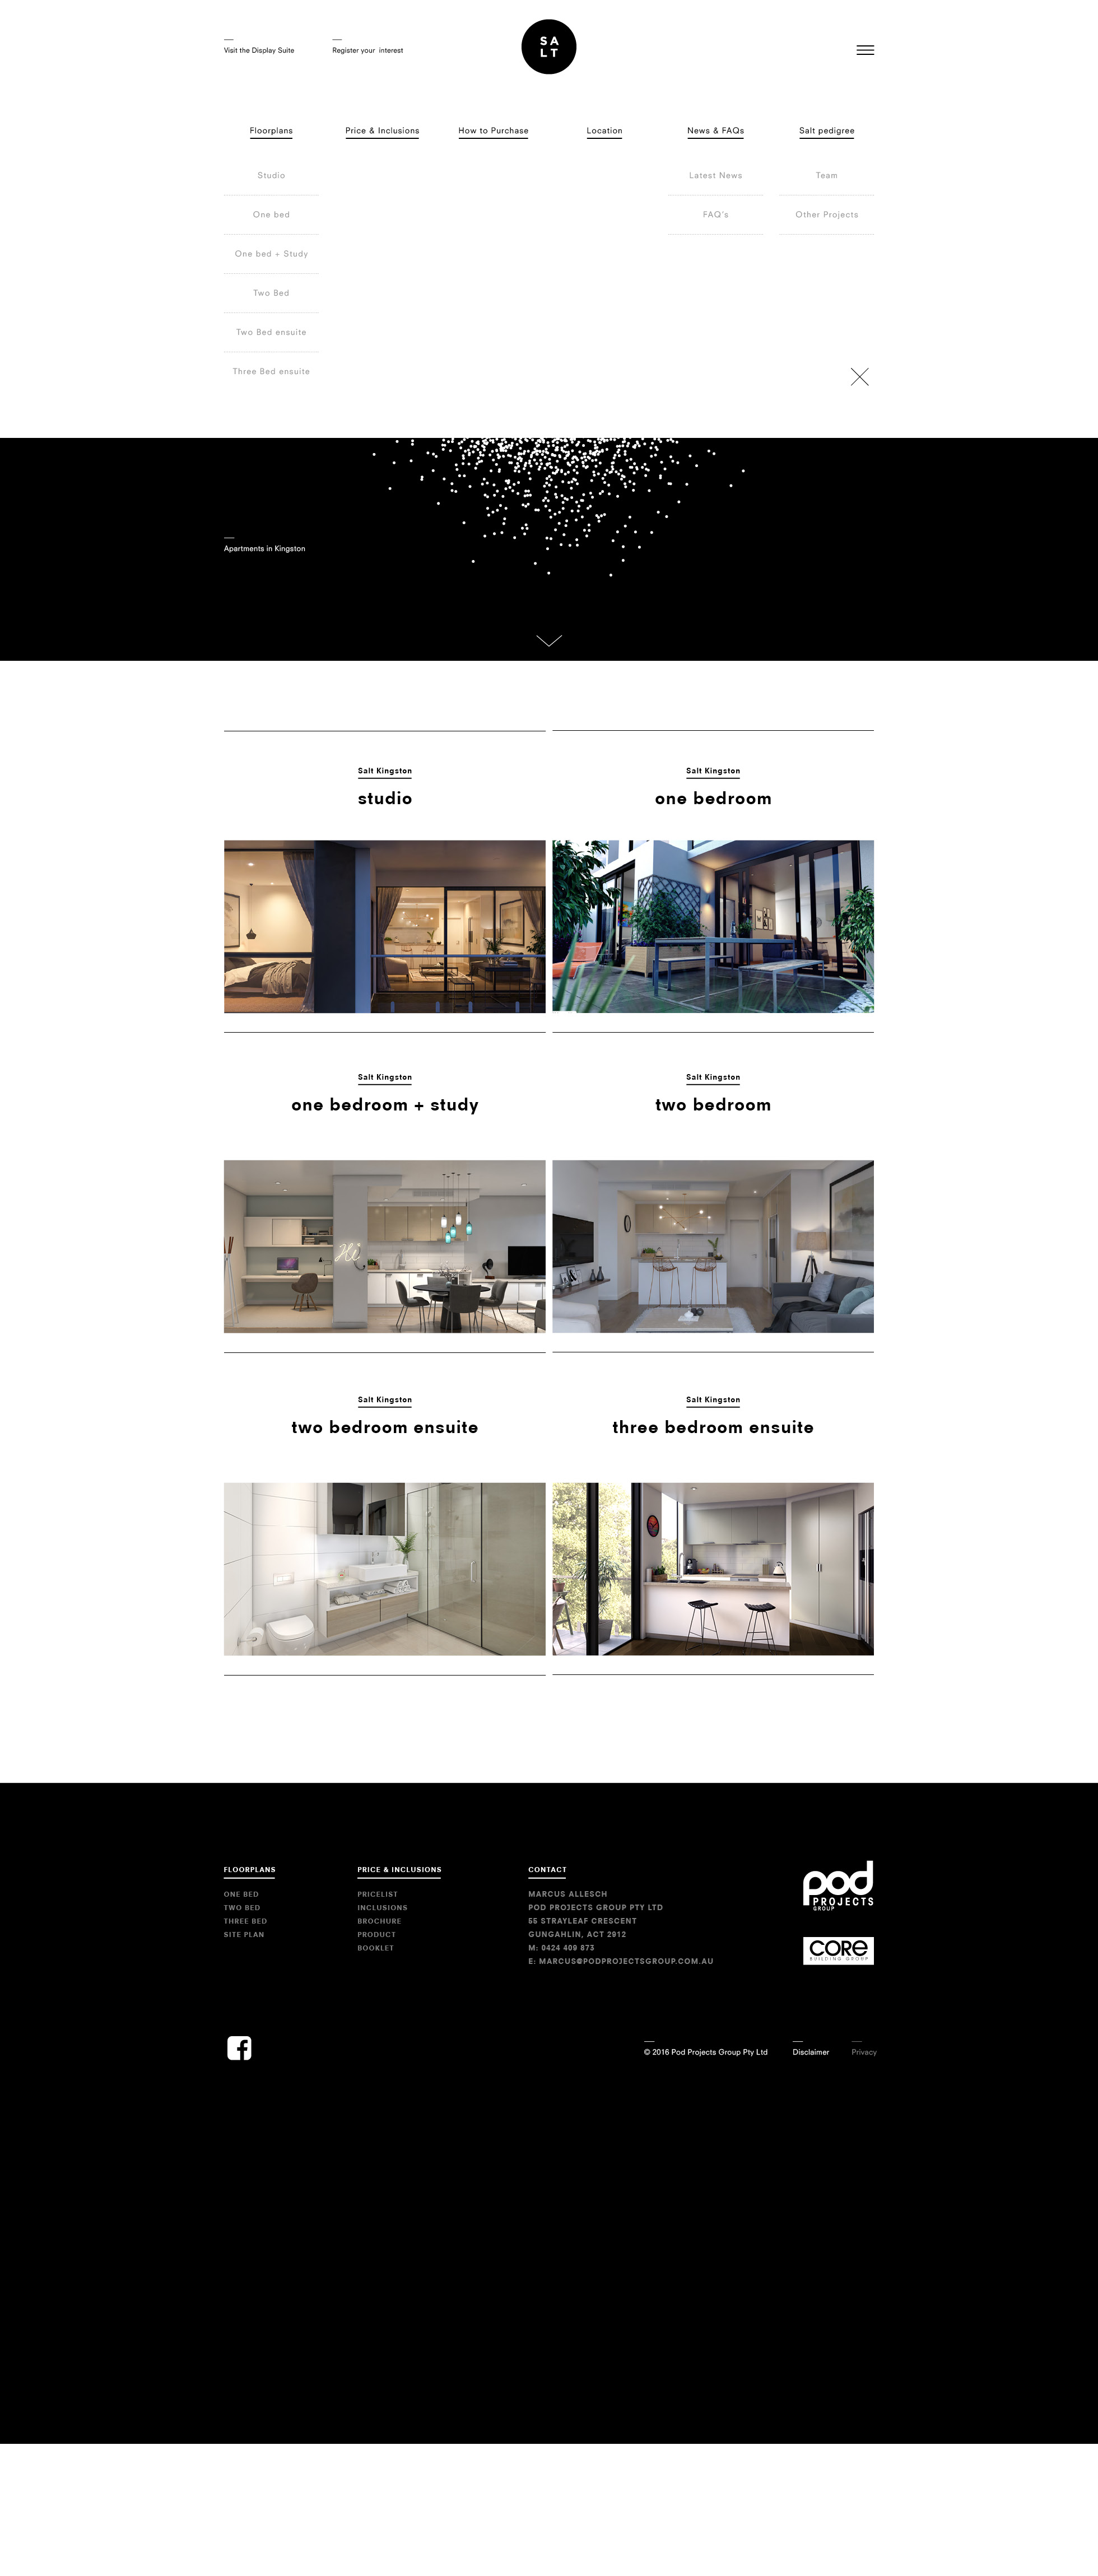 Visit the Display Suite
Register your interest
SA
LT
Floorplans
Price & Inclusions
How to Purchase
Location
News & FAQs
Salt pedigree
Studio
One bed
One bed + Study
Two Bed
Two Bed ensuite
Three Bed ensuite
Latest News
FAQ's
Team
Other Projects
Apartments in Kingston
Salt Kingston
studio
Salt Kingston
one bedroom
Salt Kingston
one bedroom + study
Salt Kingston
two bedroom
Hi
Salt Kingston
two bedroom ensuite
Salt Kingston
three bedroom ensuite
FLOORPLANS
ONE BED
TWO BED
THREE BED
SITE PLAN
PRICE & INCLUSIONS
PRICELIST
INCLUSIONS
BROCHURE
PRODUCT
BOOKLET
CONTACT
MARCUS ALLESCH
POD PROJECTS GROUP PTY LTD
55 STRAYLEAF CRESCENT
GUNGAHLIN, ACT 2912
M: 0424 409 873
E: MARCUS@PODPROJECTSGROUP.COM.AU
pod
PROJECTS
GROUP
CORE
BUILDING GROUP
© 2016 Pod Projects Group Pty Ltd
Disclaimer
Privacy